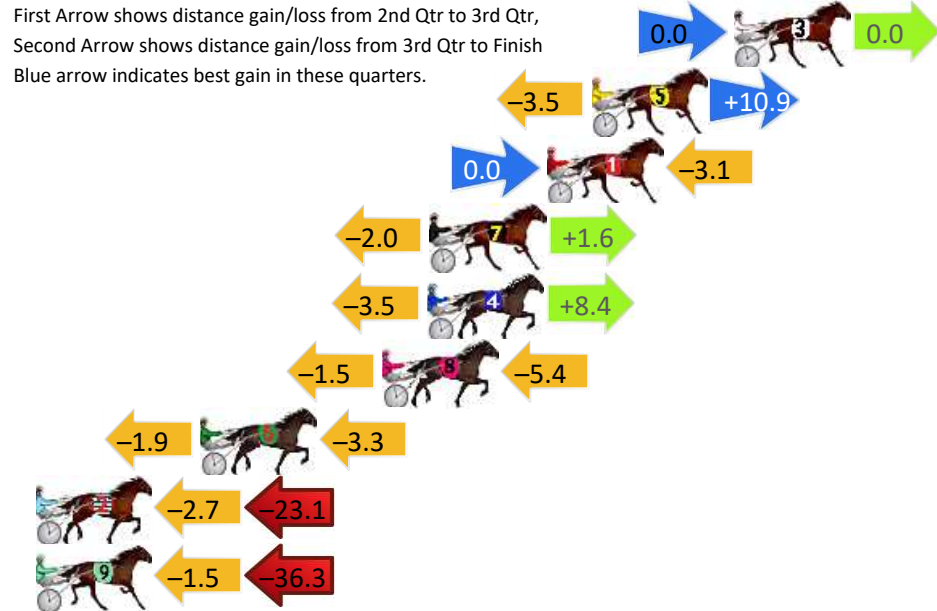 First Arrow shows distance gain/loss from 2nd Qtr to 3rd Qtr,
Second Arrow shows distance gain/loss from 3rd Qtr to Finish
Blue arrow indicates best gain in these quarters.
0.0 3 0.0
–3.5 5 +10.9
0.0 1 –3.1
–2.0 7 +1.6
–3.5 4 +8.4
–1.5 8 –5.4
–1.9 6 –3.3
2 –2.7 –23.1
9 –1.5 –36.3